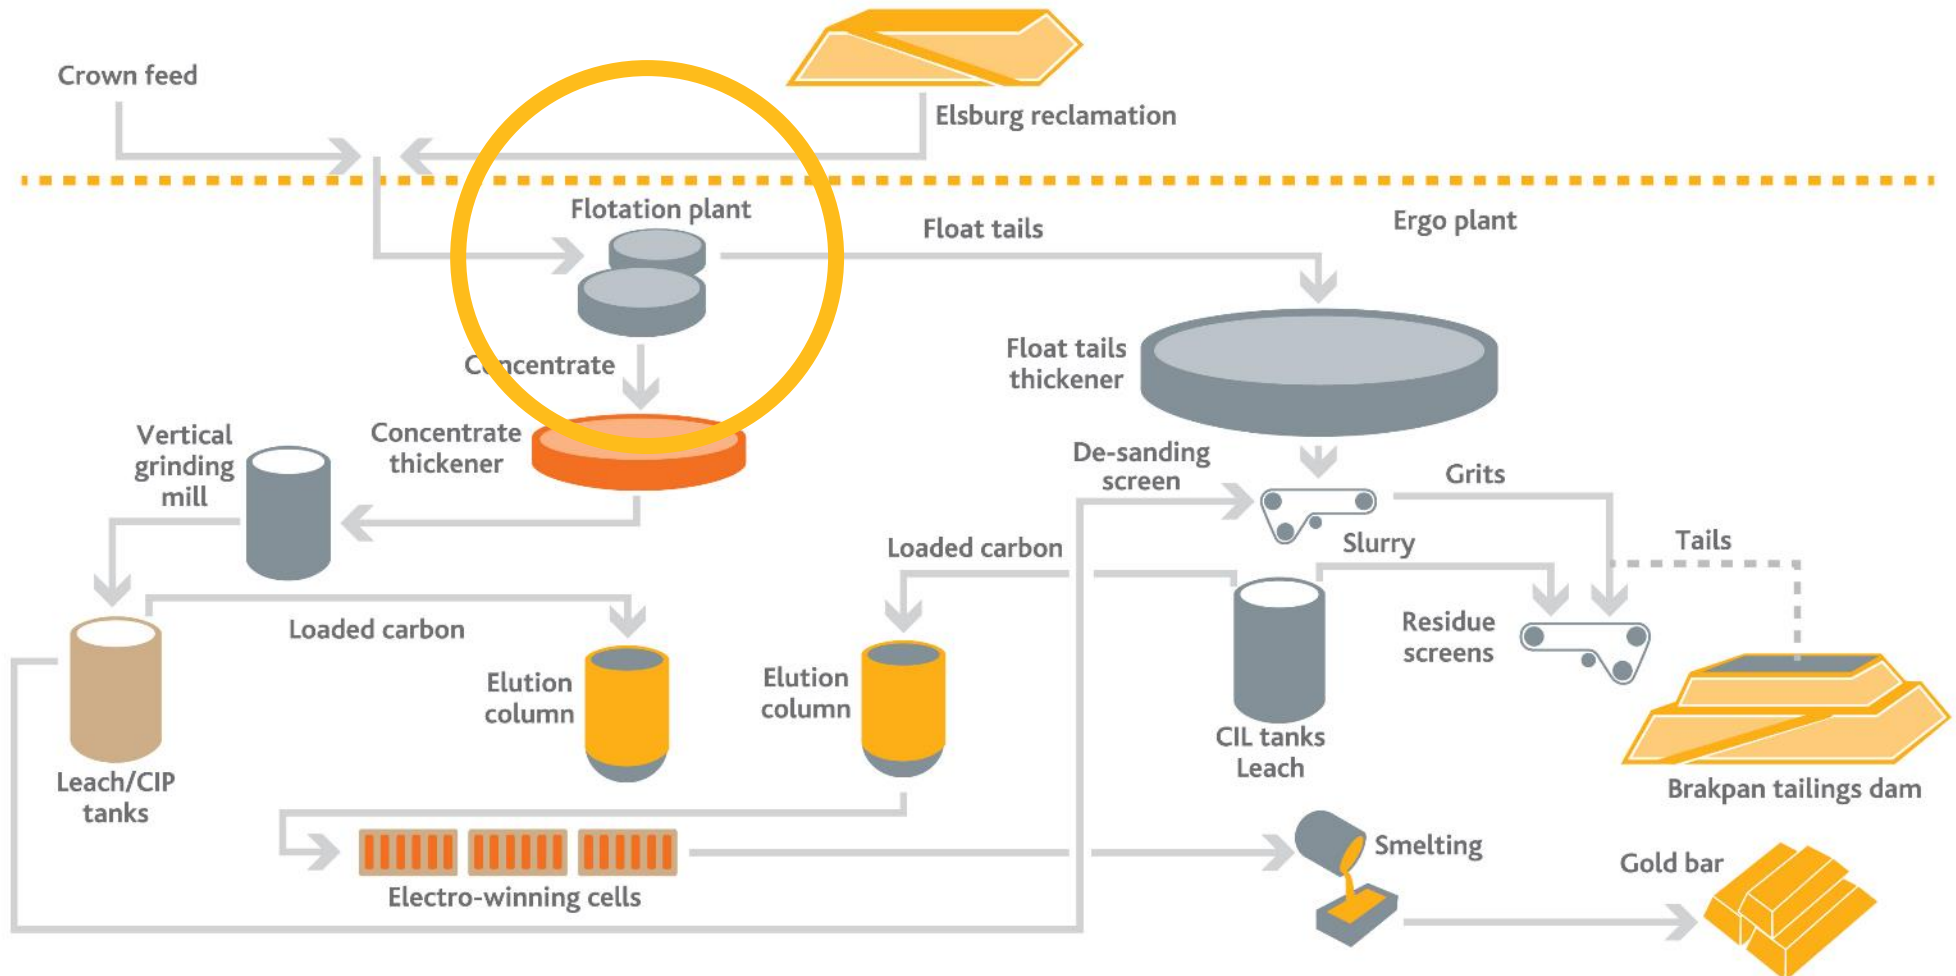 Crown feed
Elsburg reclamation
Flotation plant
Float tails
Ergo plant
Concentrate
Float tails
thickener
Vertical
grinding
mill
Concentrate
thickener
De-sanding
screen
Grits
Loaded carbon
Slurry
Tails
Loaded carbon
Residue
screens
Elution
column
Elution
column
CIL tanks
Leach
Leach/CIP
tanks
Brakpan tailings dam
Smelting
Gold bar
Electro-winning cells